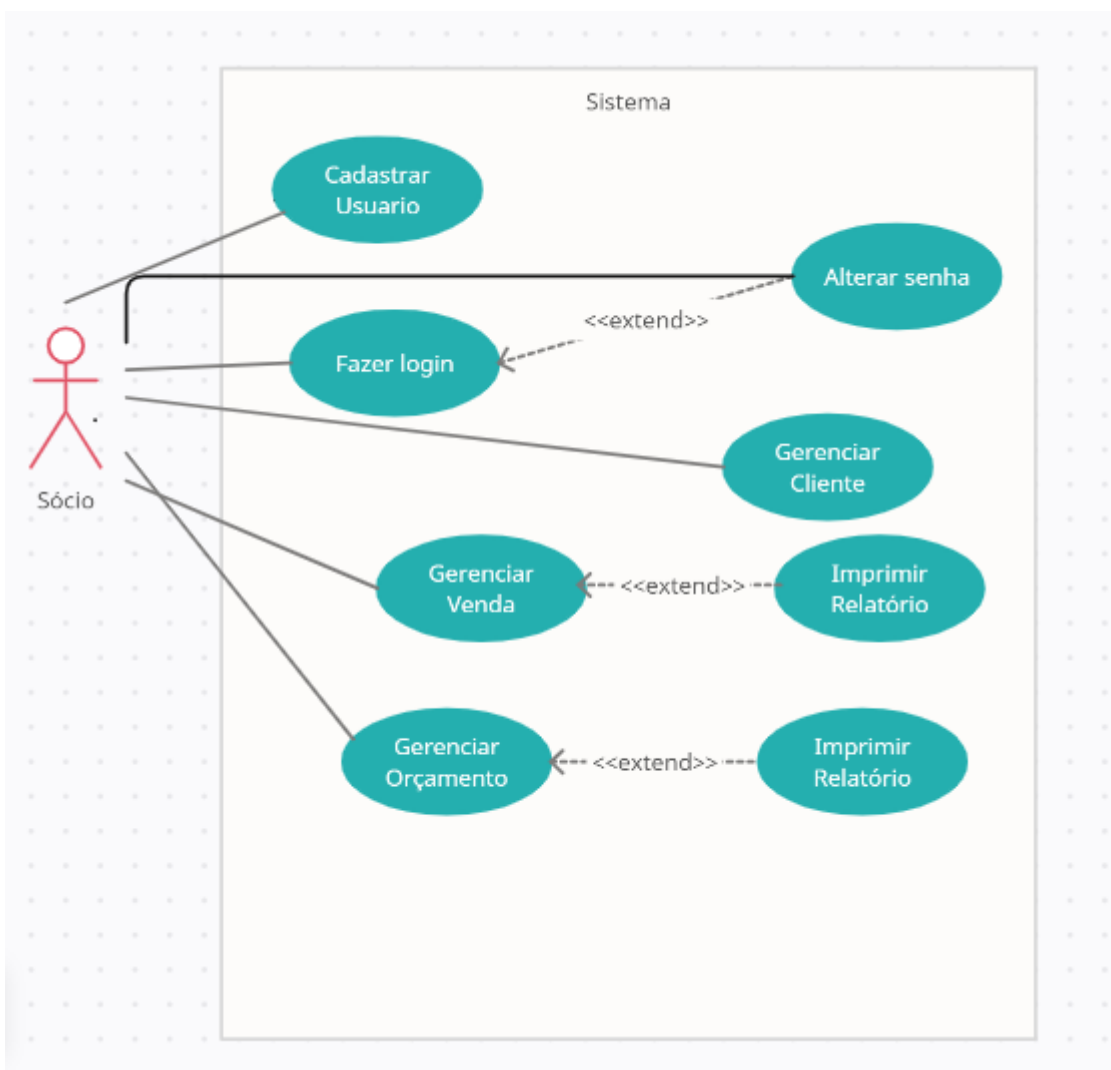 Sistema
Cadastrar
Usuario
Alterar senha
<<extend>>
Fazer login
Gerenciar
Cliente
Sócio
Gerenciar
Venda
<<extend>>
Imprimir
Relatório
Gerenciar
Orçamento
<<extend>>
Imprimir
Relatório